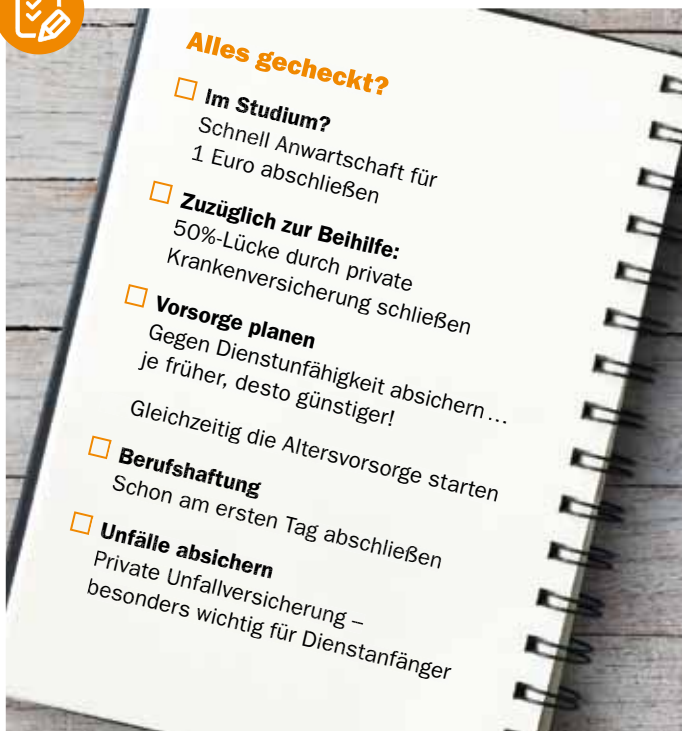 Alles gecheckt?
Im Studium?
Schnell Anwartschaft für
1 Euro abschließen
Zuzüglich zur Beihilfe:
50%-Lücke durch private
Krankenversicherung schließen
Vorsorge planen
Gegen Dienstunfähigkeit absichern...
je früher, desto günstiger!
Gleichzeitig die Altersvorsorge starten
Berufshaftung
Schon am ersten Tag abschließen
Unfälle absichern
Private Unfallversicherung –
besonders wichtig für Dienstanfänger